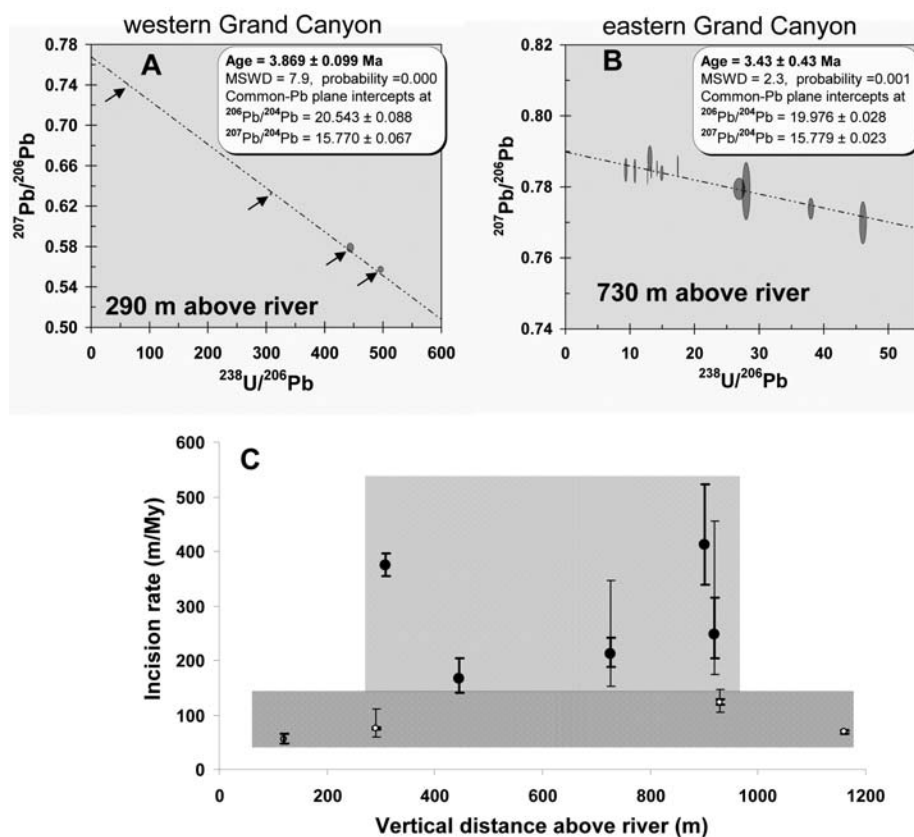 western Grand Canyon
eastern Grand Canyon
A
Age = 3.869 ± 0.099 Ma
MSWD = 7.9, probability =0.000
Common-Pb plane intercepts at
²⁰⁶Pb/²⁰⁴Pb = 20.543 ± 0.088
²⁰⁷Pb/²⁰⁴Pb = 15.770 ± 0.067
0.78
0.74
0.70
0.66
0.62
0.58
0.54
0.50
²⁰⁷Pb/²⁰⁶Pb
290 m above river
0 100 200 300 400 500 600
²³⁸U/²⁰⁶Pb
B
Age = 3.43 ± 0.43 Ma
MSWD = 2.3, probability =0.001
Common-Pb plane intercepts at
²⁰⁶Pb/²⁰⁴Pb = 19.976 ± 0.028
²⁰⁷Pb/²⁰⁴Pb = 15.779 ± 0.023
0.82
0.80
0.78
0.76
0.74
²⁰⁷Pb/²⁰⁶Pb
730 m above river
0 10 20 30 40
²³⁸U/²⁰⁶Pb
C
600
500
400
300
200
100
0
Incision rate (m/My)
0 200 400 600 800 1000 1200
Vertical distance above river (m)